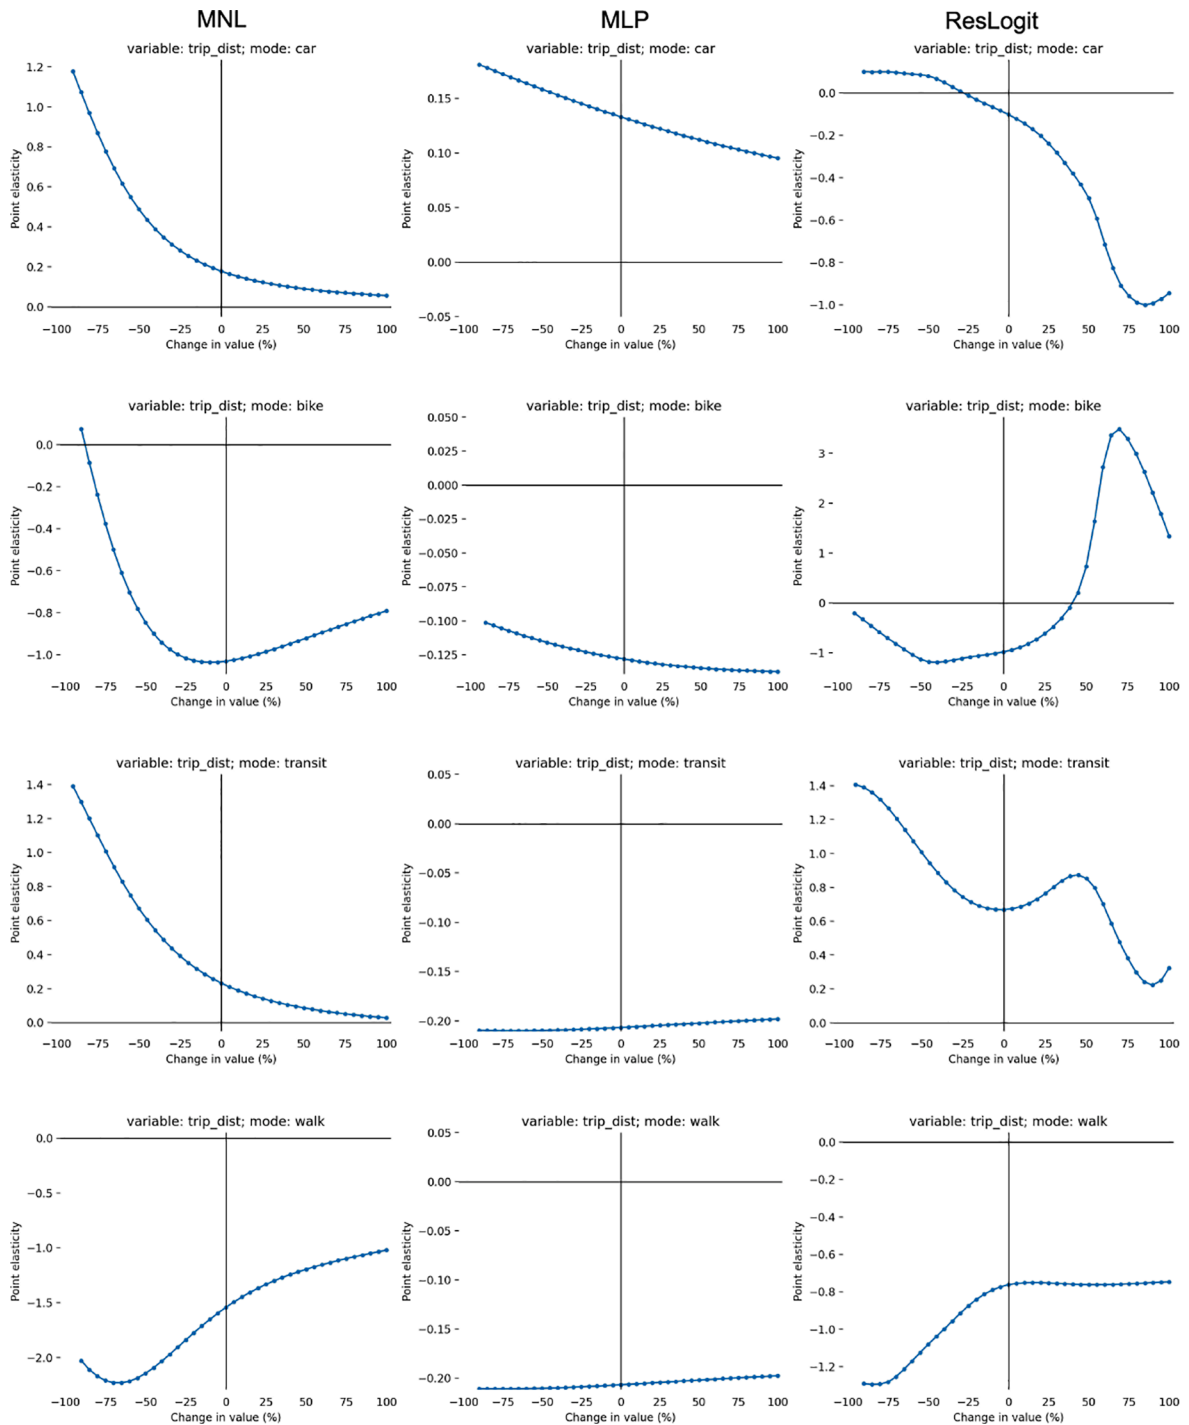 MNL MLP ResLogit
variable: trip_dist; mode: car
1.2
1.0
0.8
0.6
0.4
0.2
0.0
Point elasticity
−100 −75 −50 −25 0 25 50 75 100
Change in value (%)
variable: trip_dist; mode: car
0.15
0.10
0.05
0.00
−0.05
Point elasticity
−100 −75 −50 −25 0 25 50 75 100
Change in value (%)
variable: trip_dist; mode: car
0.0
−0.2
−0.4
−0.6
−0.8
−1.0
Point elasticity
−100 −75 −50 −25 0 25 50 75 100
Change in value (%)
variable: trip_dist; mode: bike
0.0
−0.2
−0.4
−0.6
−0.8
−1.0
Point elasticity
−100 −75 −50 −25 0 25 50 75 100
Change in value (%)
variable: trip_dist; mode: bike
0.050
0.025
0.000
−0.025
−0.050
−0.075
−0.100
−0.125
Point elasticity
−100 −75 −50 −25 0 25 50 75 100
Change in value (%)
variable: trip_dist; mode: bike
3
2
1
0
−1
Point elasticity
−100 −75 −50 −25 0 25 50 75 100
Change in value (%)
variable: trip_dist; mode: transit
1.4
1.2
1.0
0.8
0.6
0.4
0.2
0.0
Point elasticity
−100 −75 −50 −25 0 25 50 75 100
Change in value (%)
variable: trip_dist; mode: transit
0.05
0.00
−0.05
−0.10
−0.15
−0.20
Point elasticity
−100 −75 −50 −25 0 25 50 75 100
Change in value (%)
variable: trip_dist; mode: transit
1.4
1.2
1.0
0.8
0.6
0.4
0.2
0.0
Point elasticity
−100 −75 −50 −25 0 25 50 75 100
Change in value (%)
variable: trip_dist; mode: walk
0.0
−0.5
−1.0
−1.5
−2.0
Point elasticity
−100 −75 −50 −25 0 25 50 75 100
Change in value (%)
variable: trip_dist; mode: walk
0.05
0.00
−0.05
−0.10
−0.15
−0.20
Point elasticity
−100 −75 −50 −25 0 25 50 75 100
Change in value (%)
variable: trip_dist; mode: walk
0.0
−0.2
−0.4
−0.6
−0.8
−1.0
−1.2
Point elasticity
−100 −75 −50 −25 0 25 50 75 100
Change in value (%)